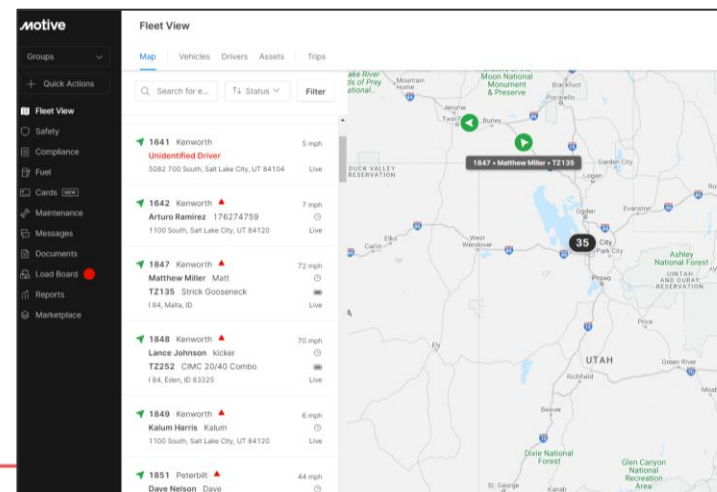 motive
Groups
+ Quick Actions
Fleet View
Safety
Compliance
Fuel
Cards NEW
Maintenance
Messages
Documents
Load Board
Reports
Marketplace
Fleet View
Map Vehicles Drivers Assets Trips
Search for e... Status Filter
1641 Kenworth 5 mph
Unidentified Driver
5082 700 South, Salt Lake City, UT 84104 Live
1642 Kenworth 7 mph
Arturo Ramirez 176274759
1100 South, Salt Lake City, UT 84120 Live
1847 Kenworth 72 mph
Matthew Miller Matt
TZ135 Strick Gooseneck
I 84, Malta, ID Live
1848 Kenworth 70 mph
Lance Johnson kicker
TZ252 CIMC 20/40 Combo
I 84, Eden, ID 83325 Live
1849 Kenworth 6 mph
Kalum Harris Kalum
1100 South, Salt Lake City, UT 84120 Live
1851 Peterbilt 44 mph
Dave Nelson Dave
ake River
ds of Prey
ational...
Mountain
Home
Moon National
Monument
& Preserve
Blackfoot
Pocatello
Jerome
Twin
Burley
1847 • Matthew Miller • TZ135
DUCK VALLEY
RESERVATION
Garden City
Logan
Ogden
Evanston
Elko
Carlin
West
Wendover
35
City
Park City
Ashley
National Forest
Provo
UINTAH
AND OURAY
RESERVATION
Price
Ely
UTAH
Green River
Richfield
Moab
Beaver
Dixie National
Forest
Glen Canyon
National
Recreation
Area
St. George
Kanab